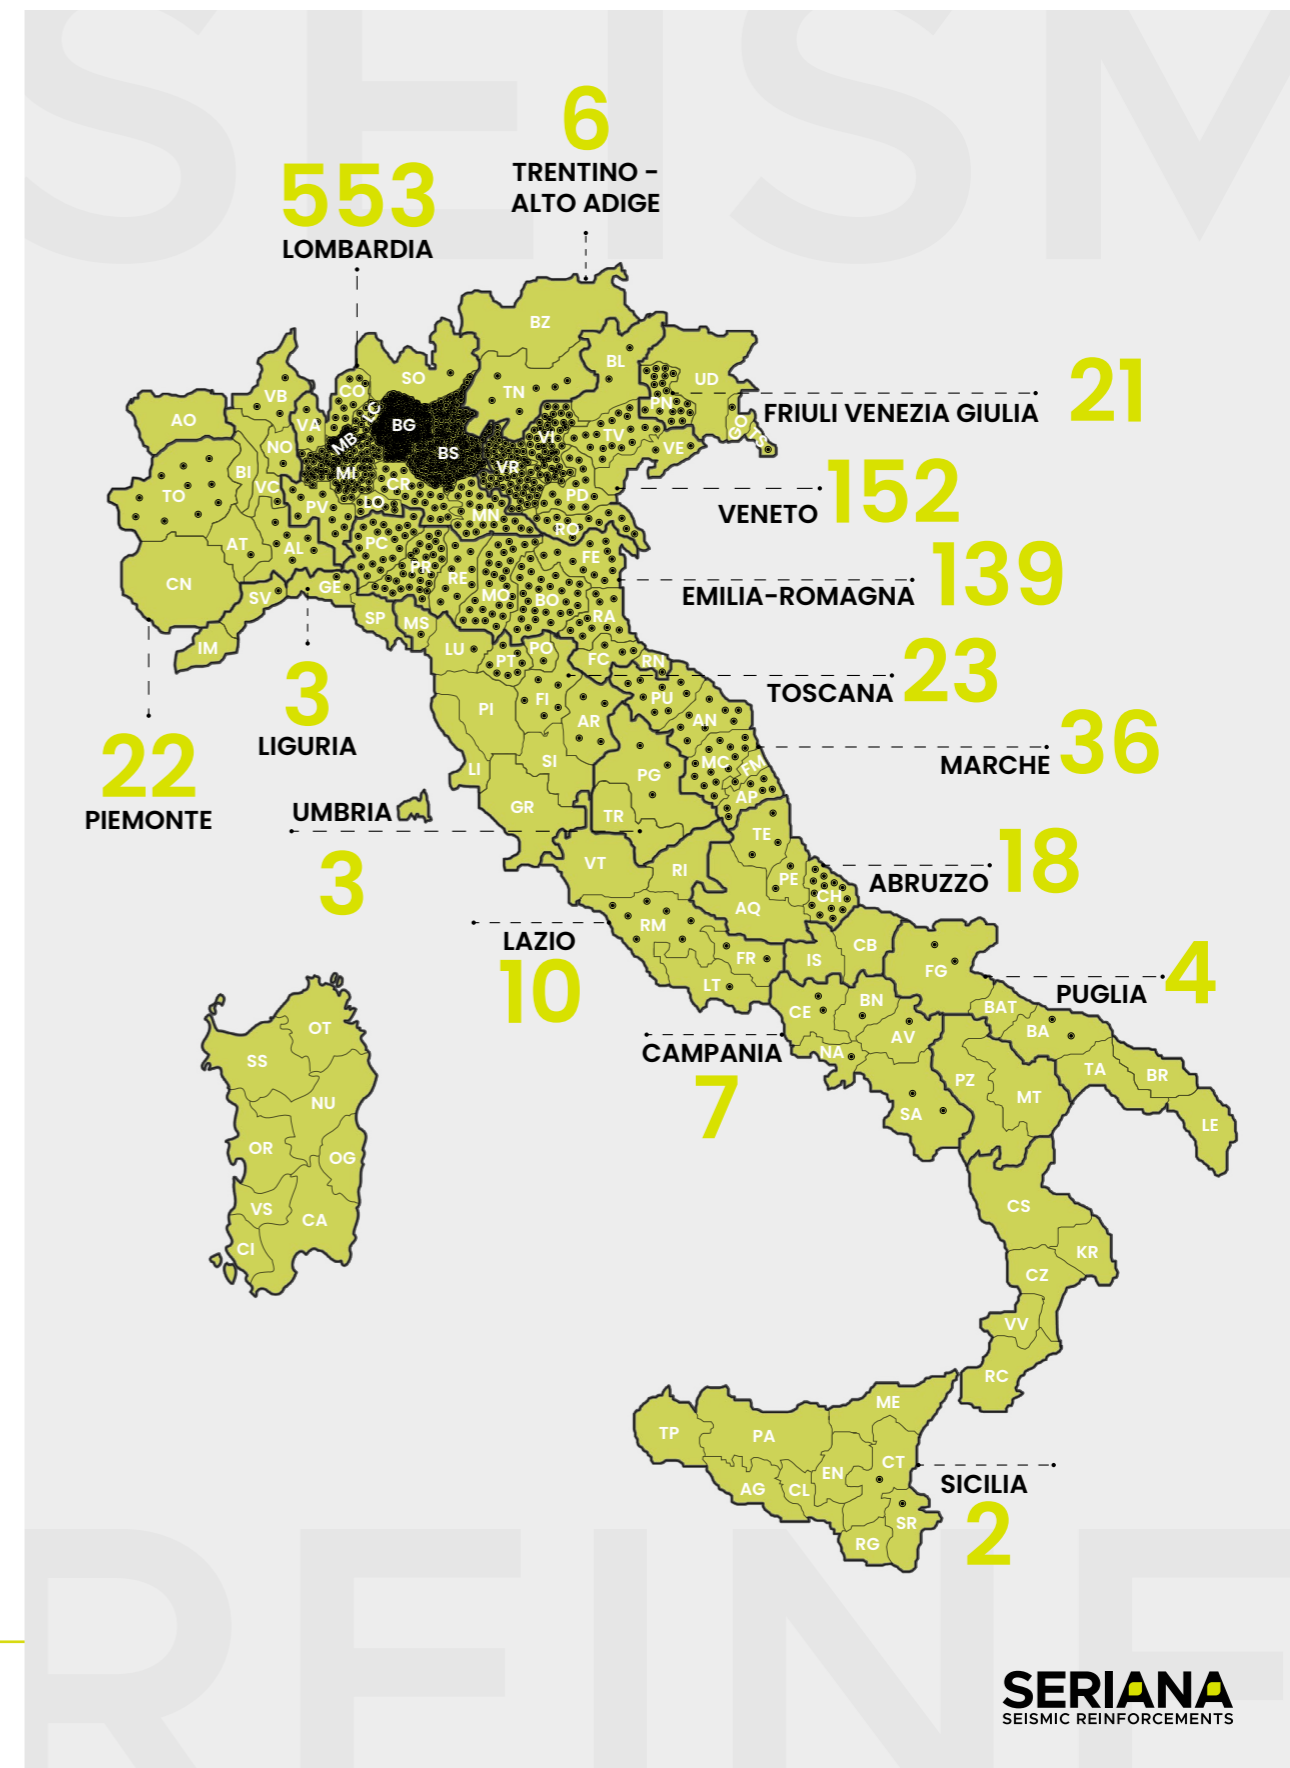 SEISM
6
TRENTINO -
ALTO ADIGE
553
LOMBARDIA
BZ
BL
SO
TN
UD
CO
VB
LC
PN
21
FRIULI VENEZIA GIULIA
AO
VA
BG
GO
TS
MB
VI
TV
VE
NO
BS
BI
MI
VR
152
VENETO
TO
VC
CR
PD
PV
LO
MN
RO
AT
AL
PC
FE
139
EMILIA-ROMAGNA
CN
PR
RE
SV
GE
MO
BO
SP
MS
RA
IM
LU
PT
PO
FC
RN
23
TOSCANA
3
LIGURIA
PI
FI
PU
AR
AN
36
MARCHE
22
PIEMONTE
LI
SI
PG
MC
FM
UMBRIA
GR
TR
AP
3
TE
VT
RI
PE
18
ABRUZZO
AQ
CH
LAZIO
10
RM
FR
IS
CB
FG
4
PUGLIA
LT
CE
BN
BAT
OT
AV
BA
CAMPANIA
7
NA
SS
PZ
TA
BR
NU
SA
MT
LE
OR
OG
VS
CA
CS
CI
KR
CZ
VV
RC
ME
TP
PA
CT
EN
SICILIA
2
AG
CL
SR
RG
REINF
SERIANA
SEISMIC REINFORCEMENTS